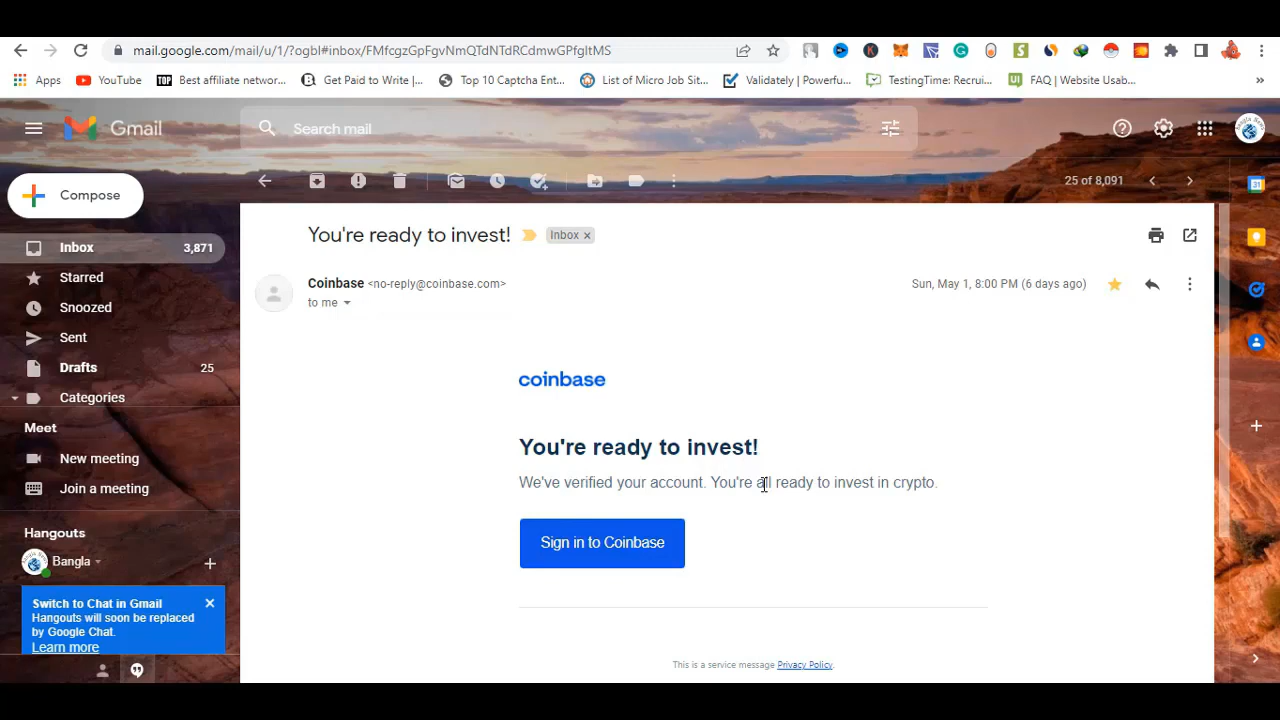 mail.google.com/mail/u/1/?ogbl#inbox/FMfcgzGpFgvNmQTdNTdRCdmwGPfgltMS
Apps
YouTube
TOP
Best affiliate networ...
Get Paid to Write |...
Top 10 Captcha Ent...
List of Micro Job Sit...
Validately | Powerfu...
TestingTime: Recrui...
UI
FAQ | Website Usab...
»
Gmail
Search mail
Compose
25 of 8,091
Inbox 3,871
Starred
Snoozed
Sent
Drafts 25
Categories
Meet
New meeting
Join a meeting
Hangouts
Bangla
Switch to Chat in Gmail
Hangouts will soon be replaced
by Google Chat.
Learn more
You're ready to invest!
Inbox ×
Coinbase <no-reply@coinbase.com>
to me
Sun, May 1, 8:00 PM (6 days ago)
coinbase
You're ready to invest!
We've verified your account. You're all ready to invest in crypto.
Sign in to Coinbase
This is a service message Privacy Policy.